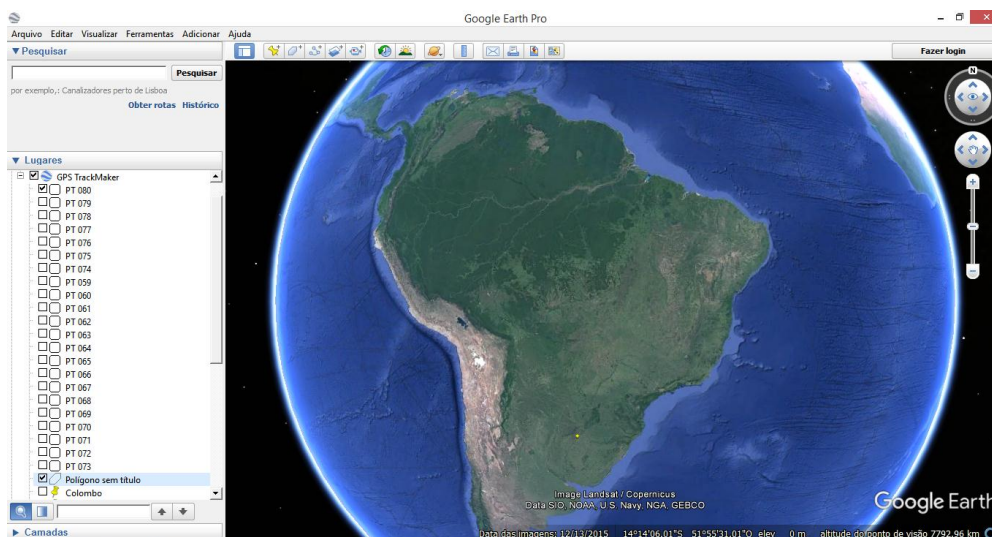 Google Earth Pro
Arquivo Editar Visualizar Ferramentas Adicionar Ajuda
▼ Pesquisar
Pesquisar
por exemplo,: Canalizadores perto de Lisboa
Obter rotas Histórico
Fazer login
N
▼ Lugares
GPS TrackMaker
PT 080
PT 079
PT 078
PT 077
PT 076
PT 075
PT 074
PT 059
PT 060
PT 061
PT 062
PT 063
PT 064
PT 065
PT 066
PT 067
PT 068
PT 069
PT 070
PT 071
PT 072
PT 073
Polígono sem título
Colombo
▶ Camadas
Image Landsat / Copernicus
Data SIO, NOAA, U.S. Navy, NGA, GEBCO
Google Earth
Data das imagens: 12/13/2015 14°14'06.01"S 51°55'31.01"O elev 0 m altitude do ponto de visão 7792.96 km